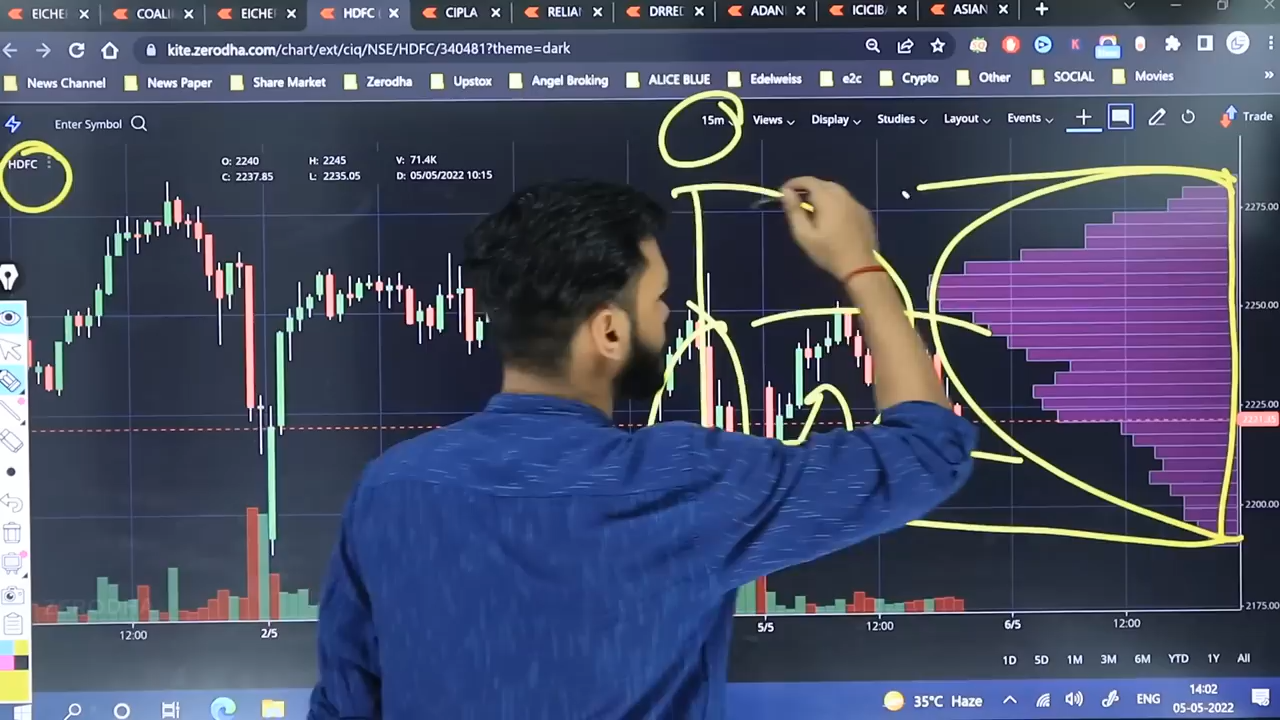 EICHE COALI EICHE HDFC ( CIPLA RELIA DRRED ADAN ICICIB ASIAN
kite.zerodha.com/chart/ext/ciq/NSE/HDFC/340481?theme=dark
News Channel News Paper Share Market Zerodha Upstox Angel Broking ALICE BLUE Edelweiss e2c Crypto Other SOCIAL Movies
Enter Symbol 15m Views Display Studies Layout Events Trade
HDFC O: 2240 H: 2245 V: 71.4K
C: 2237.85 L: 2235.05 D: 05/05/2022 10:15
2275.00
2250.00
2225.00
2221.35
2200.00
2175.00
ZERODHA
12:00 2/5 5/5 12:00 6/5 12:00
1D 5D 1M 3M 6M YTD 1Y All
35°C Haze ENG 14:02
05-05-2022